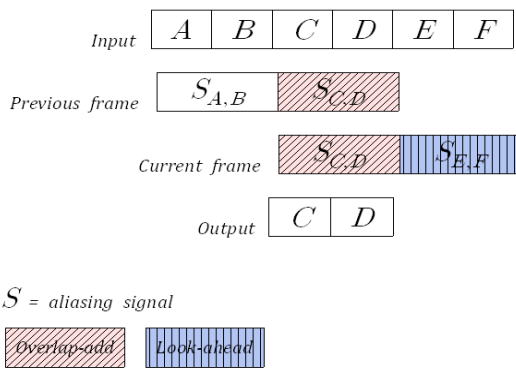 Input A B C D E F
Previous frame S_{A,B} S_{C,D}
Current frame S_{C,D} S_{E,F}
Output C D
S = aliasing signal
Overlap-add Look-ahead